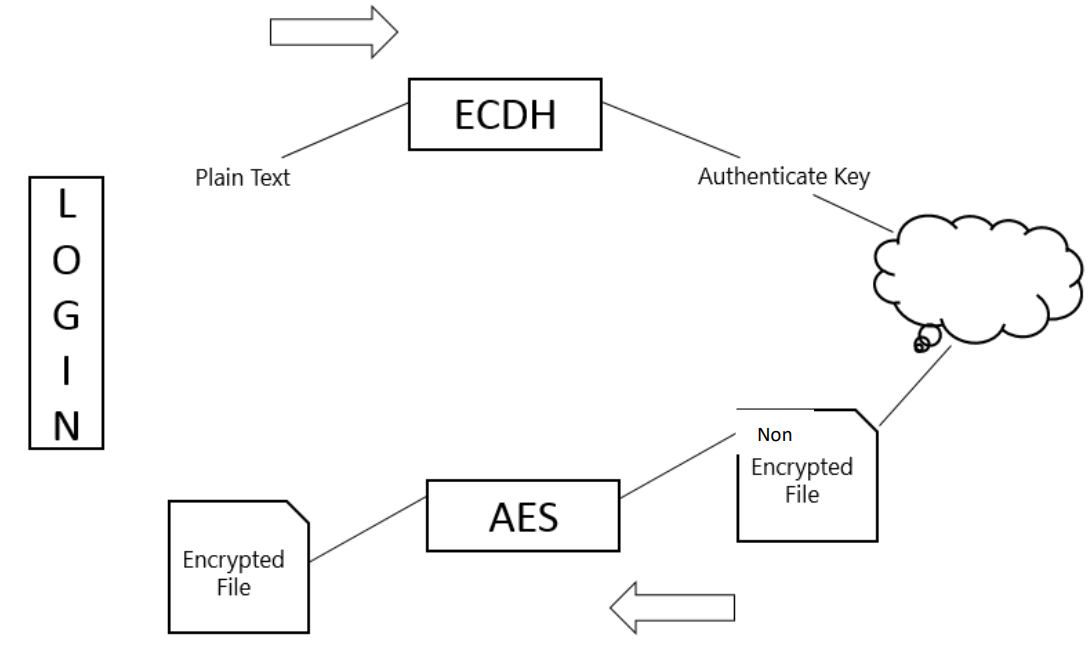 ECDH
Plain Text
Authenticate Key
L
O
G
I
N
Non
Encrypted
File
AES
Encrypted
File